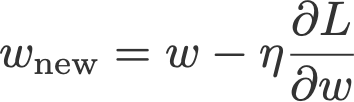 w_new = w − η ∂L/∂w